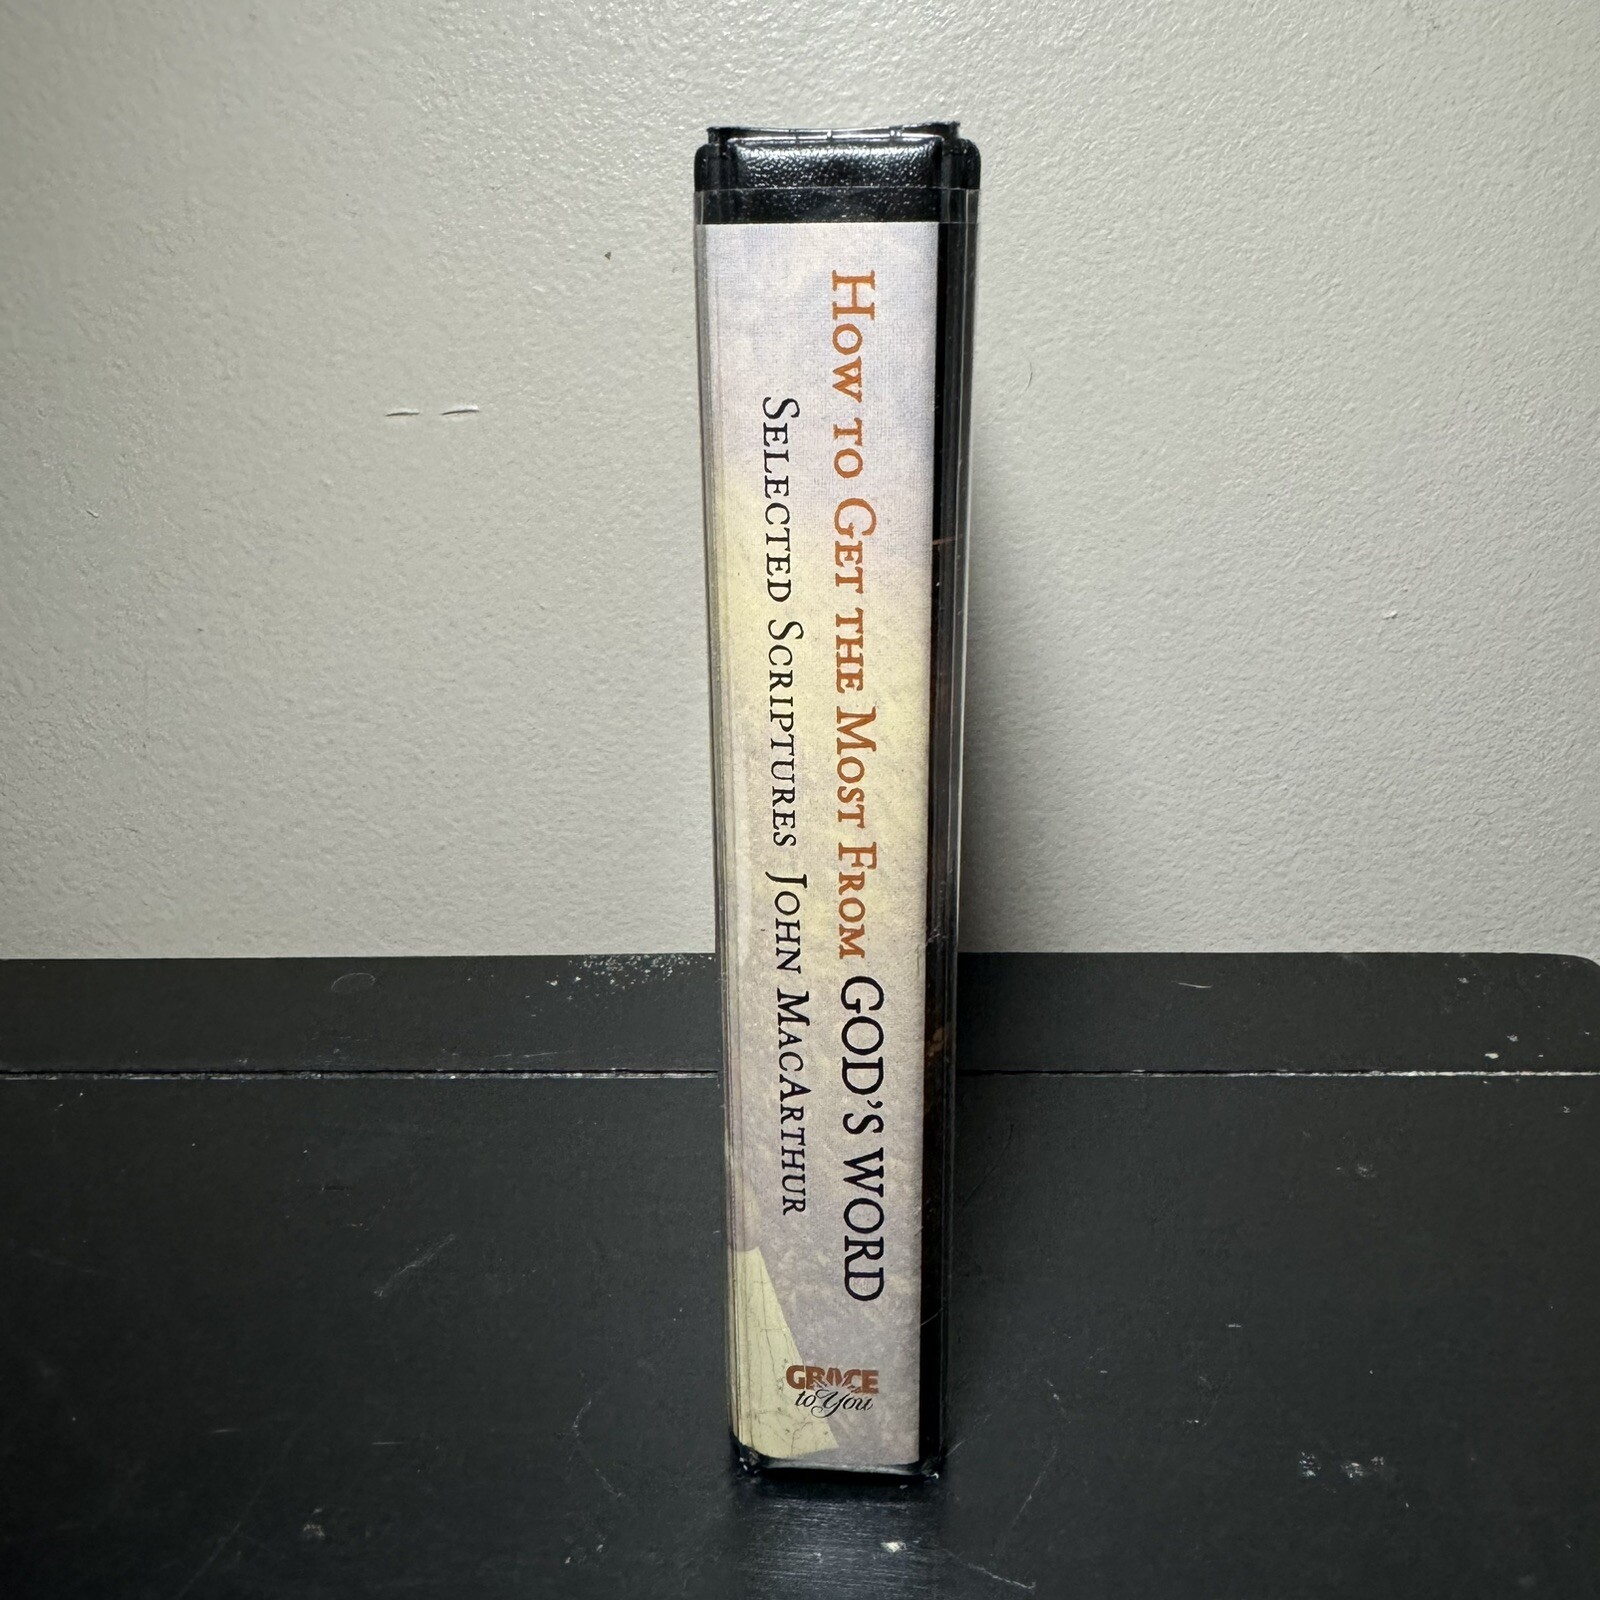 How to Get the Most From GOD'S WORD
Selected Scriptures John MacArthur
GRACE
to You